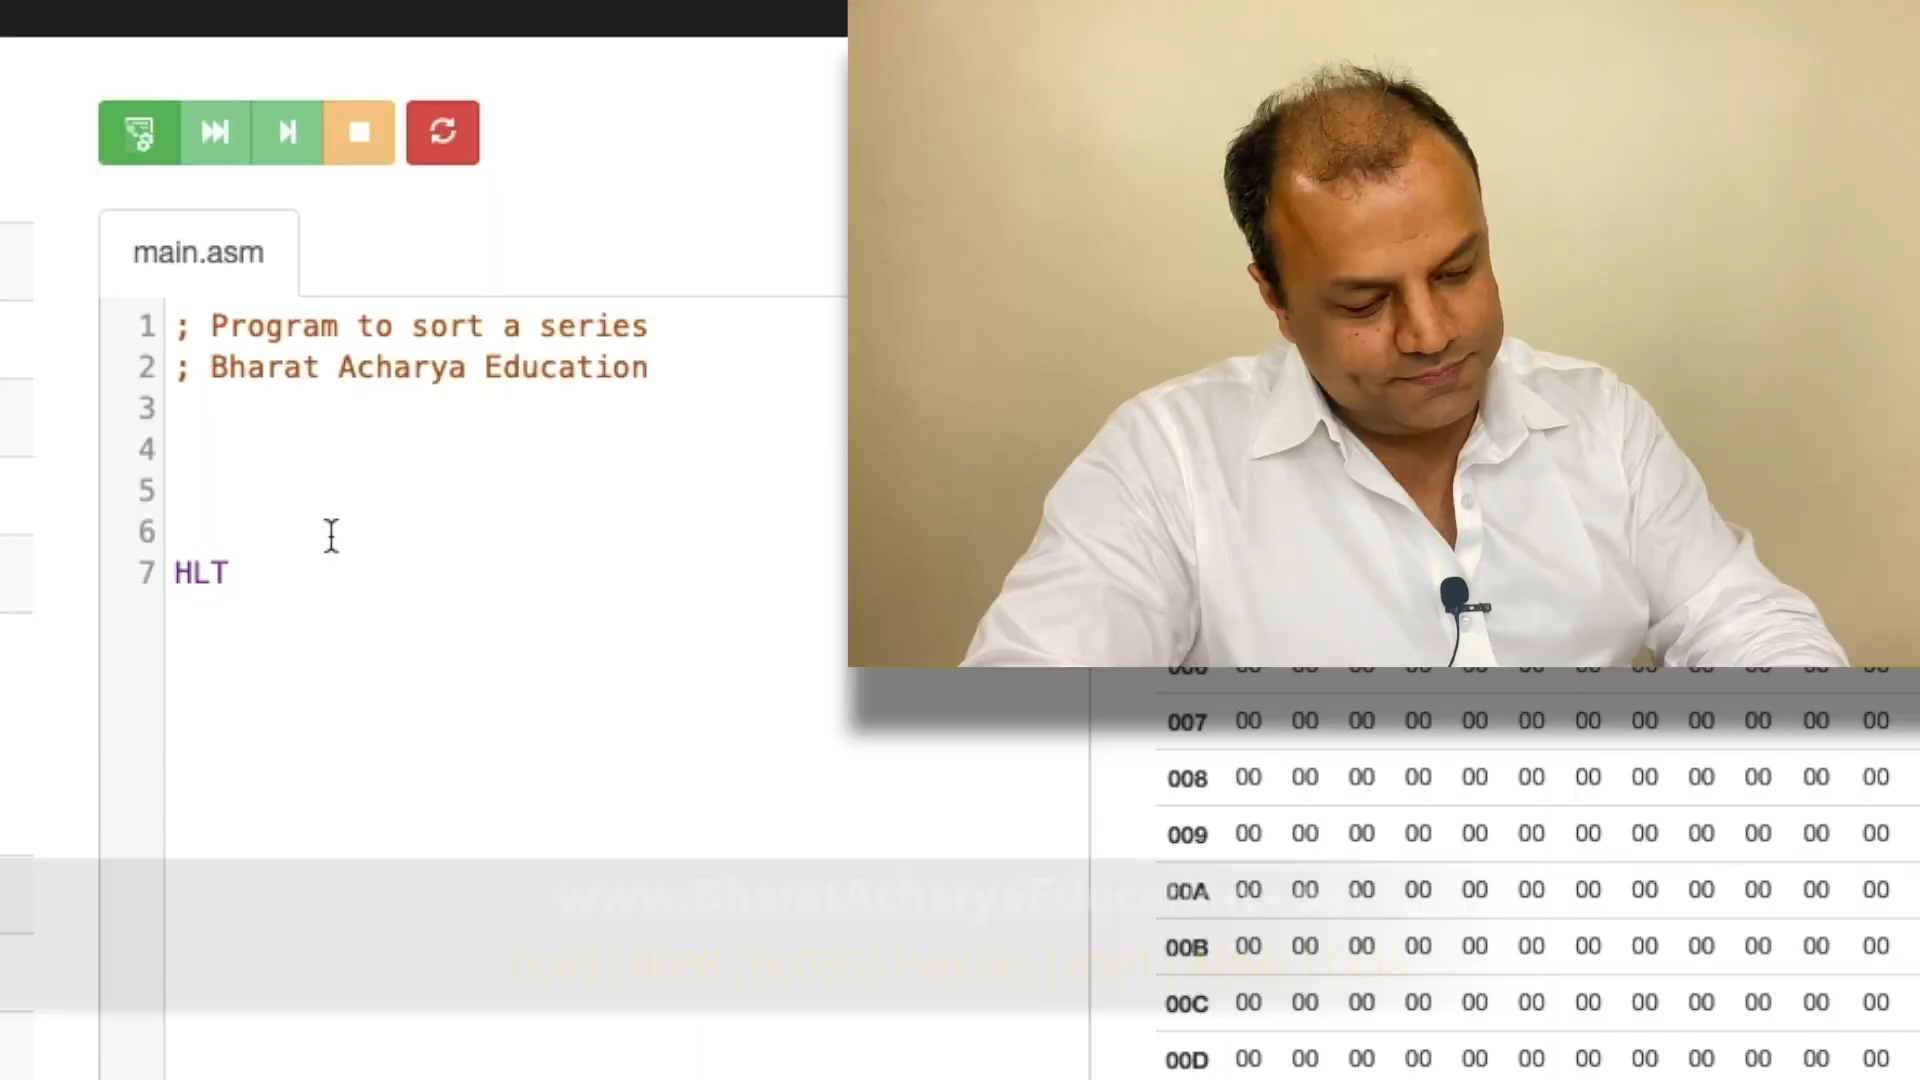 main.asm
1 ; Program to sort a series
2 ; Bharat Acharya Education
3
4
5
6
7 HLT
007 00 00 00 00 00 00 00 00 00 00 00 00
008 00 00 00 00 00 00 00 00 00 00 00 00
009 00 00 00 00 00 00 00 00 00 00 00 00
www.BharatAcharyaEducation
00A 00 00 00 00 00 00 00 00 00 00 00 00
00B 00 00 00 00 00 00 00 00 00 00 00 00
8085 | 8086 |
00C 00 00 00 00 00 00 00 00 00 00 00 00
00D 00 00 00 00 00 00 00 00 00 00 00 00